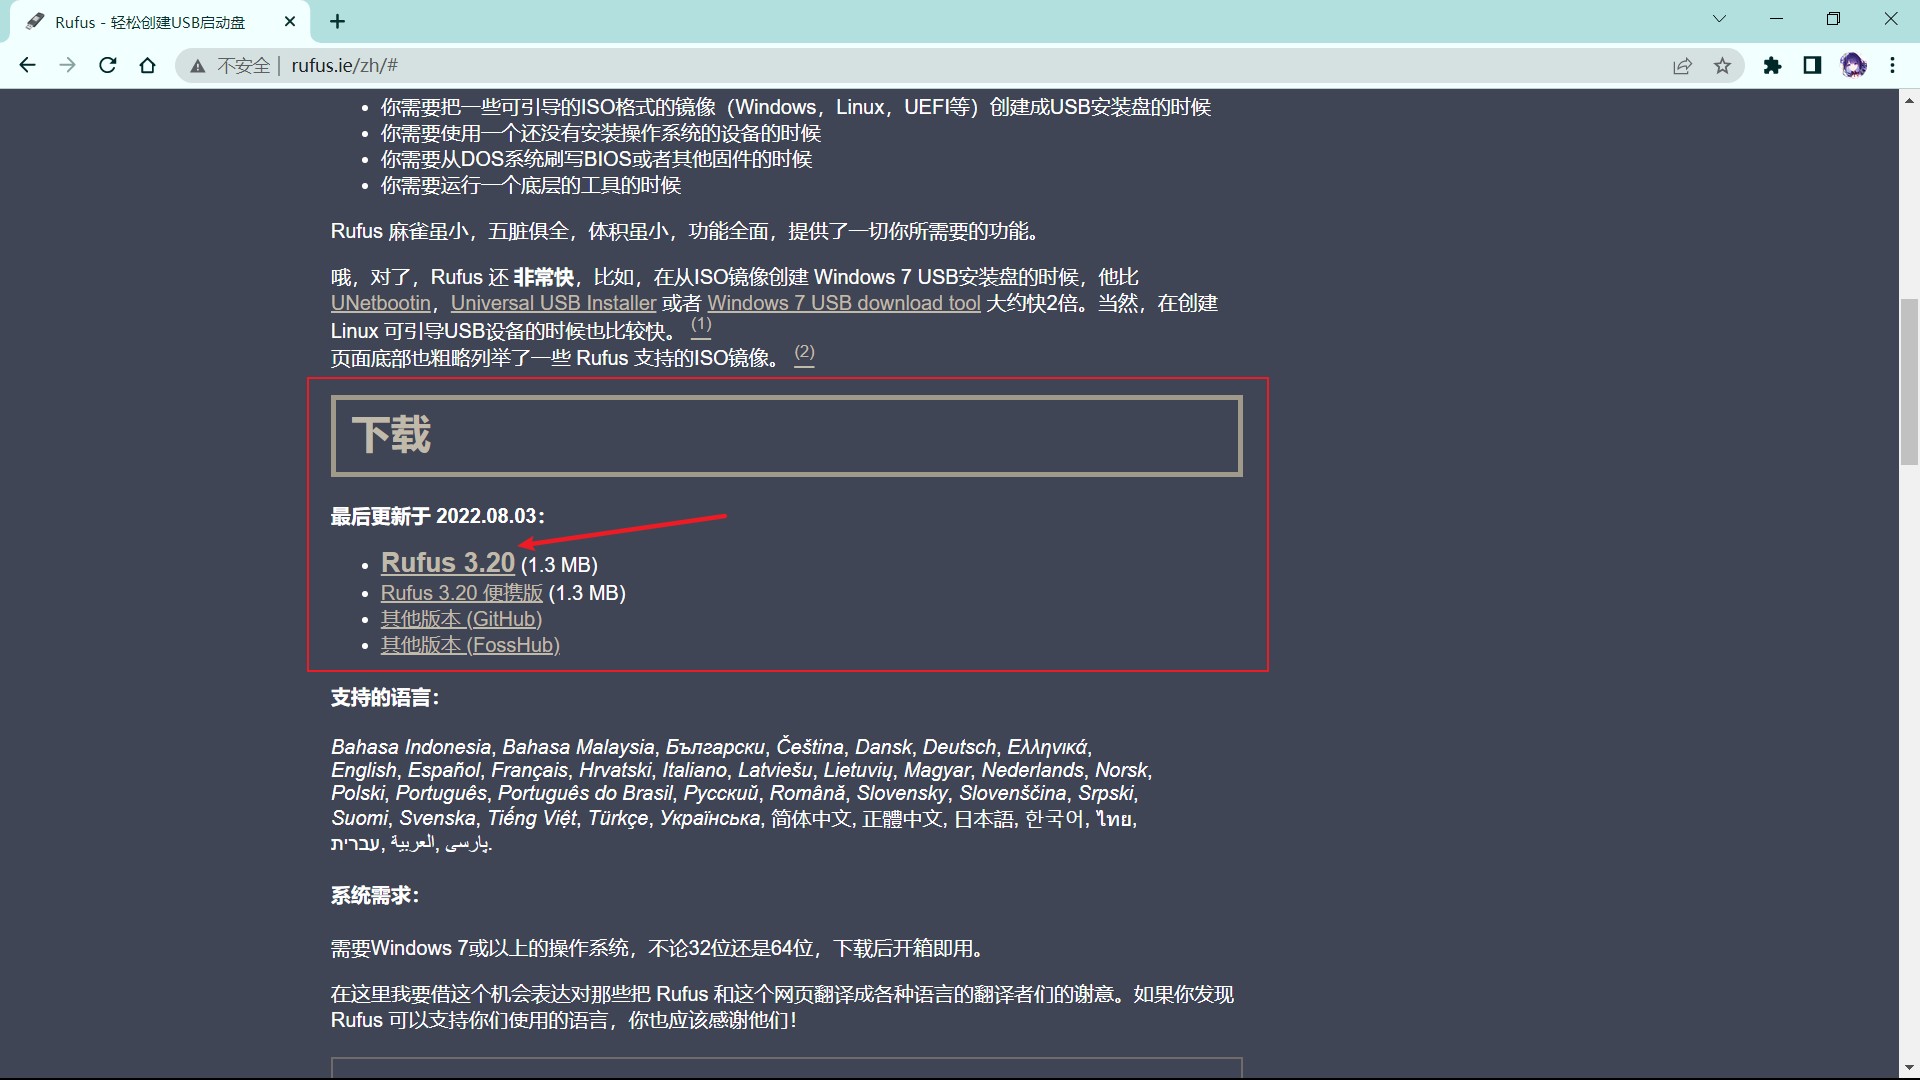 Rufus - 轻松创建USB启动盘
不安全 | rufus.ie/zh/#
• 你需要把一些可引导的ISO格式的镜像（Windows，Linux，UEFI等）创建成USB安装盘的时候
• 你需要使用一个还没有安装操作系统的设备的时候
• 你需要从DOS系统刷写BIOS或者其他固件的时候
• 你需要运行一个底层的工具的时候
Rufus 麻雀虽小，五脏俱全，体积虽小，功能全面，提供了一切你所需要的功能。
哦，对了，Rufus 还 非常快，比如，在从ISO镜像创建 Windows 7 USB安装盘的时候，他比
UNetbootin，Universal USB Installer 或者 Windows 7 USB download tool 大约快2倍。当然，在创建
Linux 可引导USB设备的时候也比较快。 (1)
页面底部也粗略列举了一些 Rufus 支持的ISO镜像。 (2)
下载
最后更新于 2022.08.03：
• Rufus 3.20 (1.3 MB)
• Rufus 3.20 便携版 (1.3 MB)
• 其他版本 (GitHub)
• 其他版本 (FossHub)
支持的语言：
Bahasa Indonesia, Bahasa Malaysia, Български, Čeština, Dansk, Deutsch, Ελληνικά,
English, Español, Français, Hrvatski, Italiano, Latviešu, Lietuvių, Magyar, Nederlands, Norsk,
Polski, Português, Português do Brasil, Русский, Română, Slovensky, Slovenščina, Srpski,
Suomi, Svenska, Tiếng Việt, Türkçe, Українська, 简体中文, 正體中文, 日本語, 한국어, ไทย,
עברית, العربية, پارسی.
系统需求：
需要Windows 7或以上的操作系统，不论32位还是64位，下载后开箱即用。
在这里我要借这个机会表达对那些把 Rufus 和这个网页翻译成各种语言的翻译者们的谢意。如果你发现
Rufus 可以支持你们使用的语言，你也应该感谢他们！